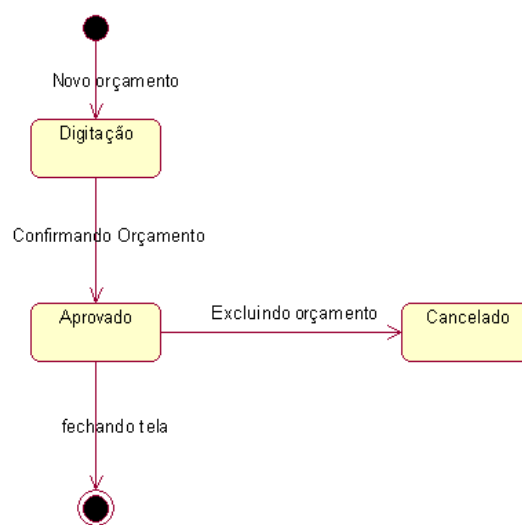 Novo orçamento
Digitação
Confirmando Orçamento
Aprovado
Excluindo orçamento
Cancelado
fechando tela